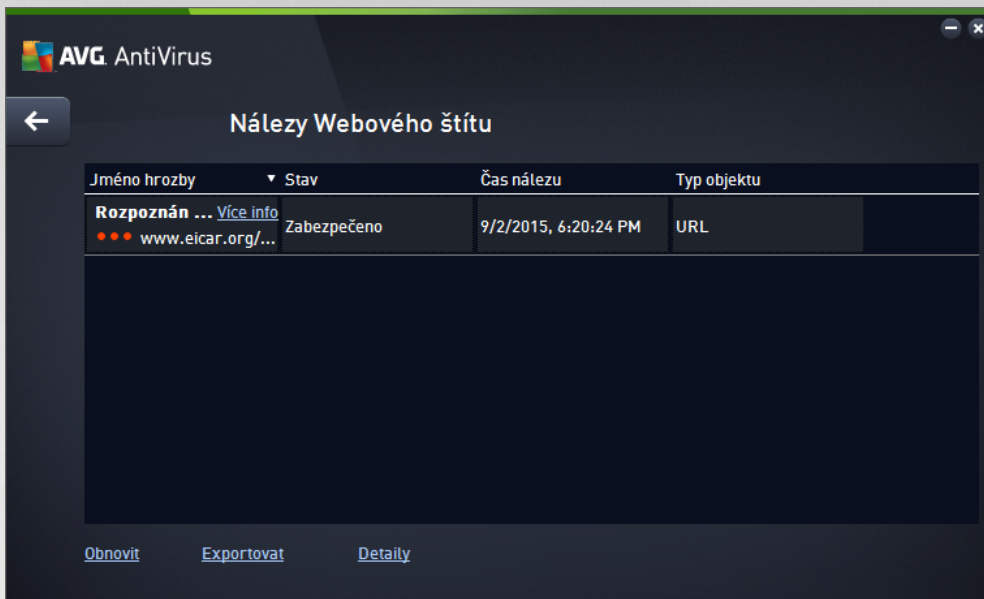 AVG AntiVirus
Nálezy Webového štítu
Jméno hrozby Stav Čas nálezu Typ objektu
Rozpoznán ... Více info
www.eicar.org/...
Zabezpečeno 9/2/2015, 6:20:24 PM URL
Obnovit Exportovat Detaily